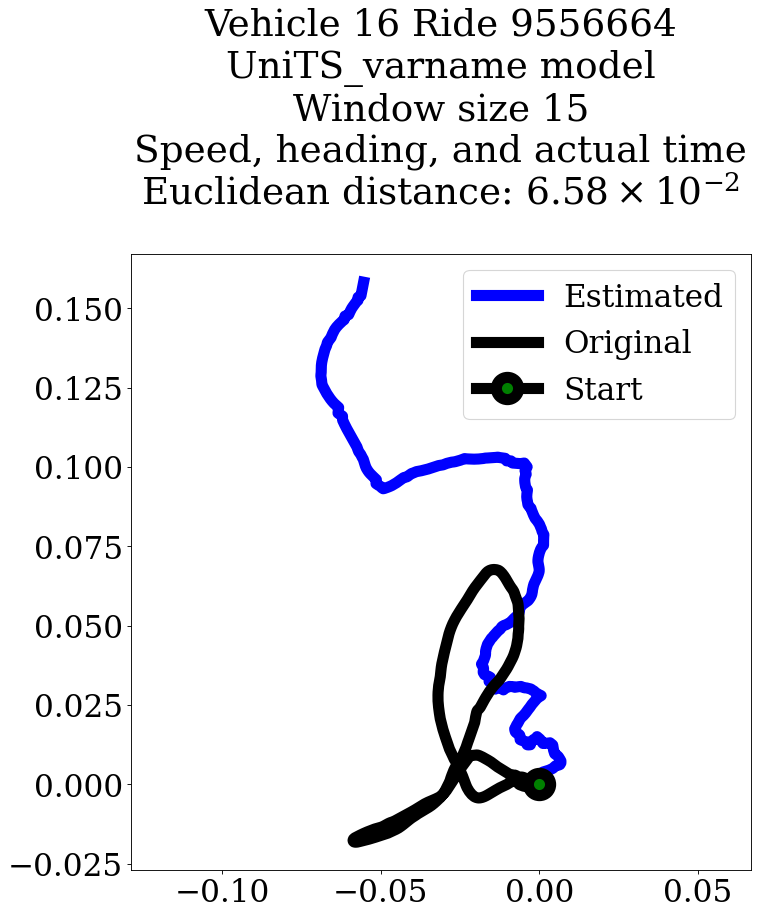 Vehicle 16 Ride 9556664
UniTS_varname model
Window size 15
Speed, heading, and actual time
Euclidean distance: 6.58 × 10⁻²
Estimated
Original
Start
0.150
0.125
0.100
0.075
0.050
0.025
0.000
−0.025
−0.10 −0.05 0.00 0.05